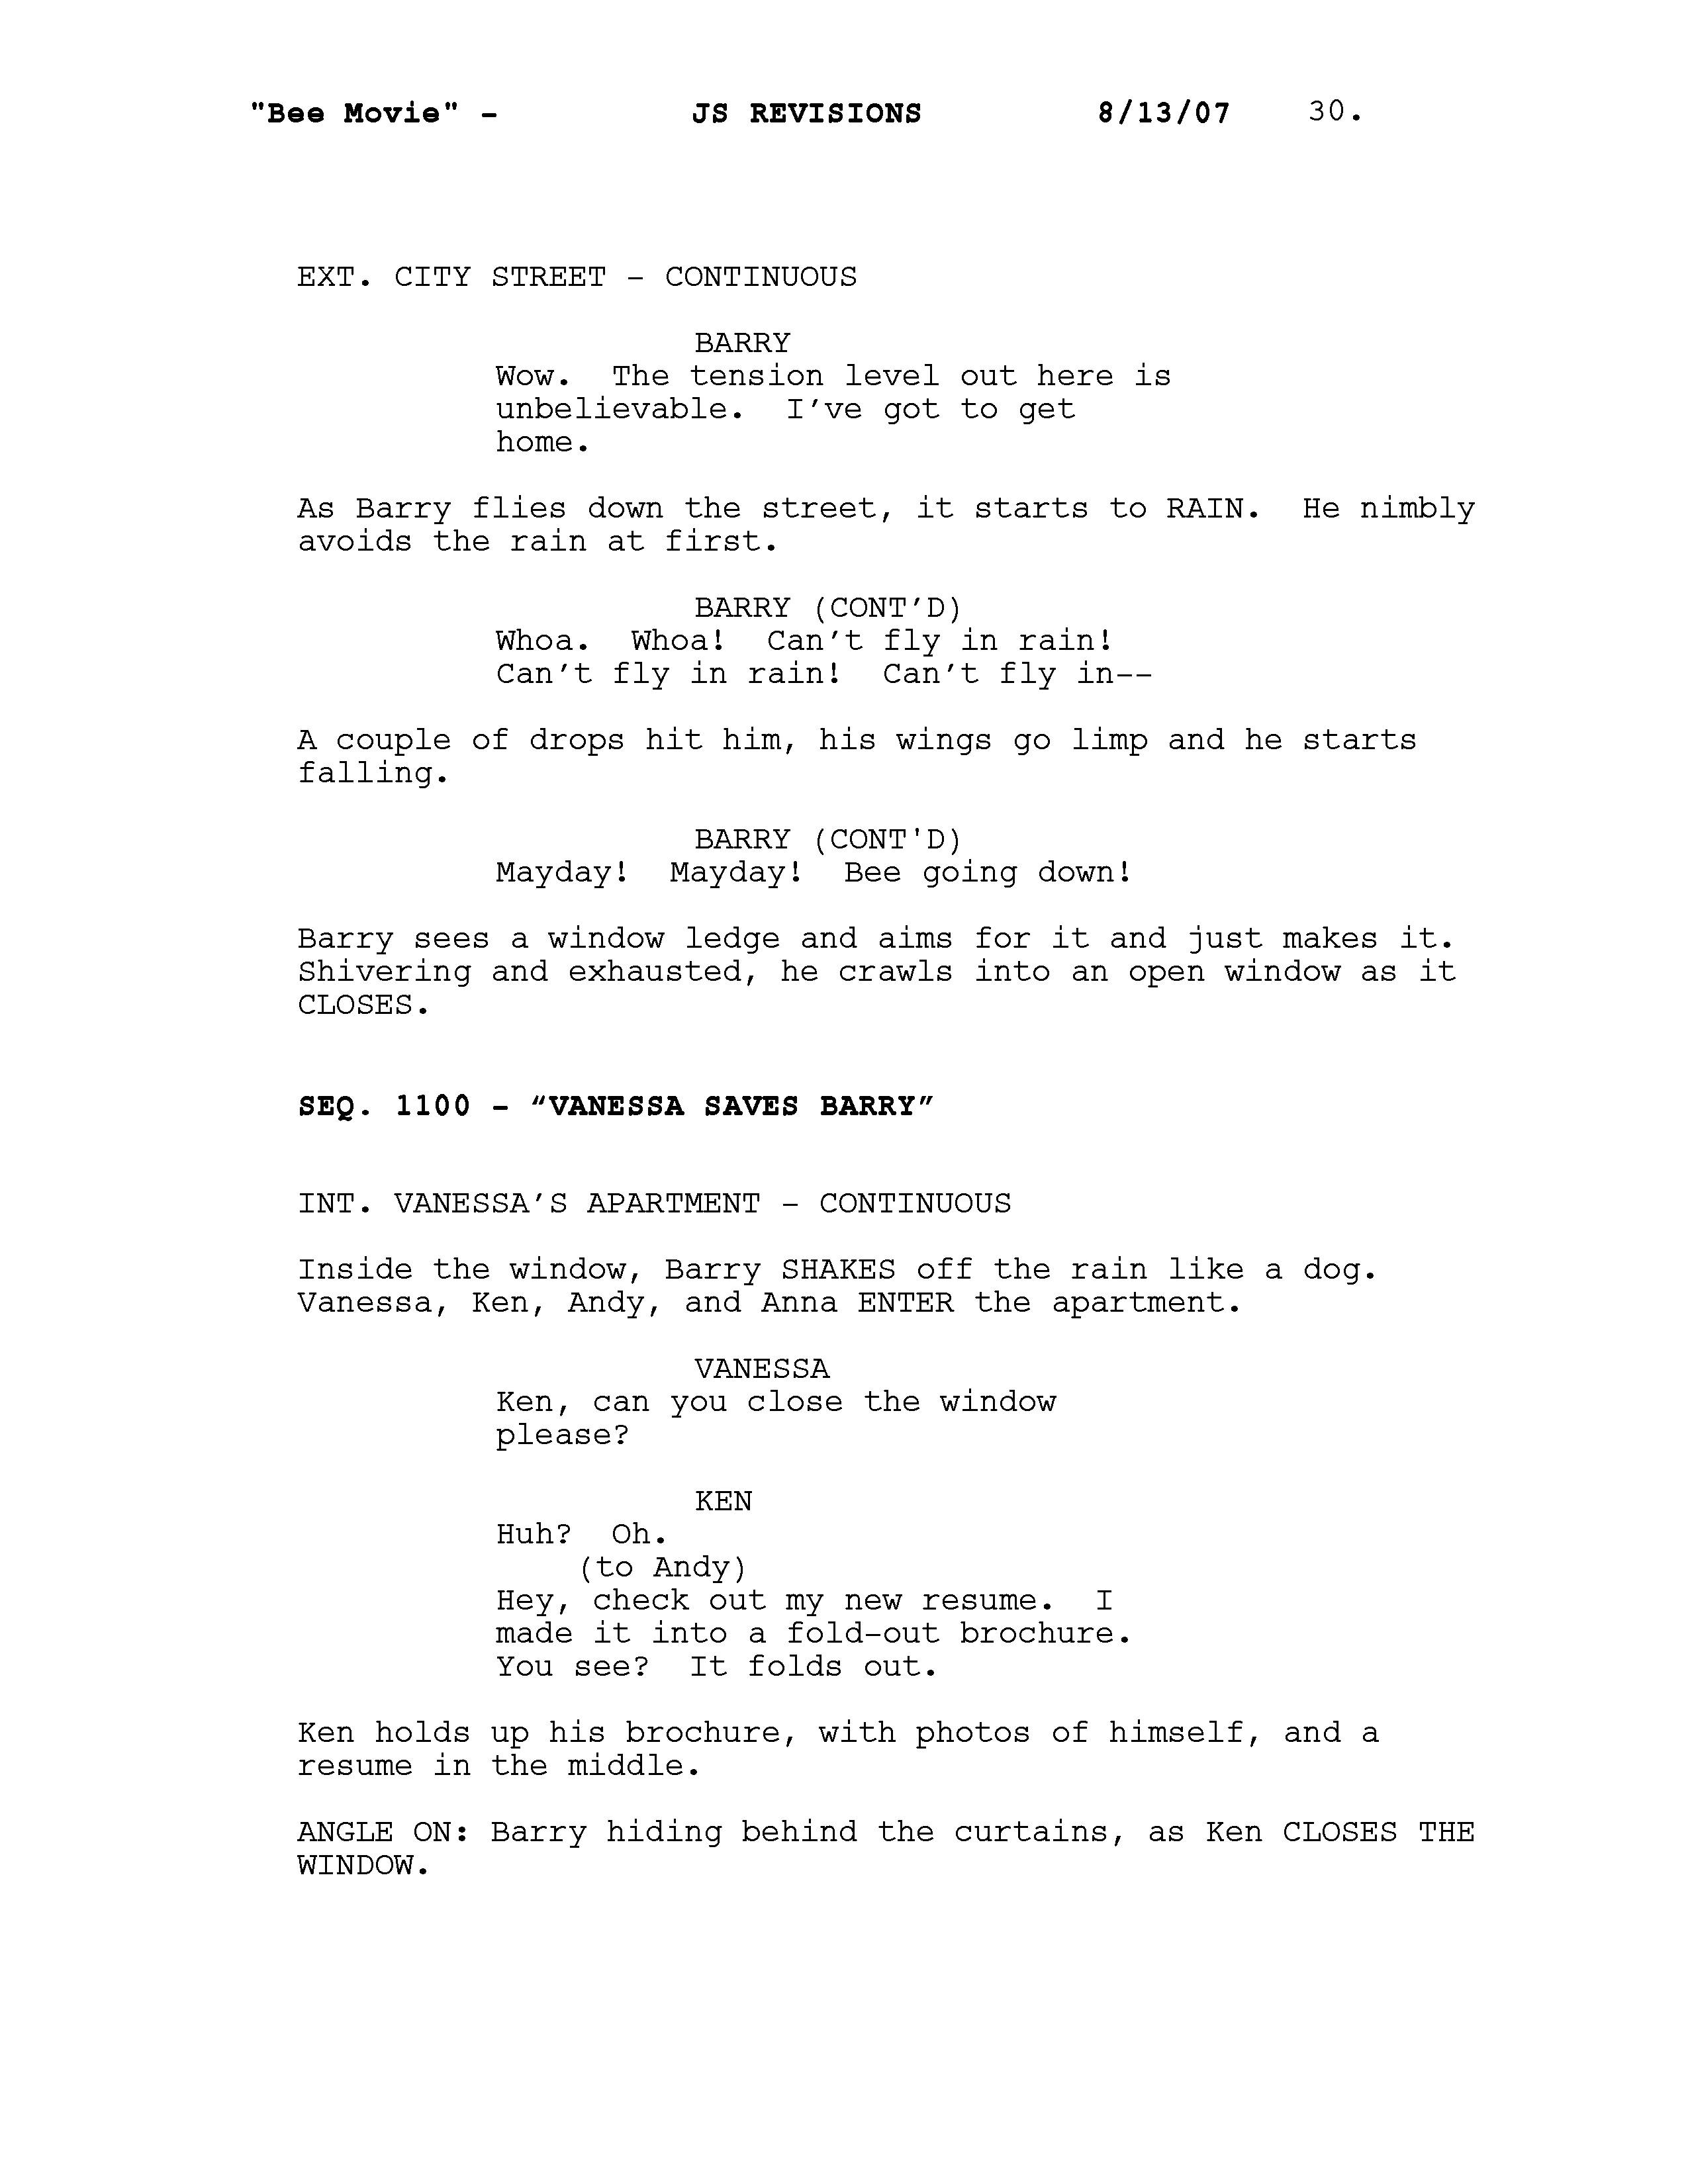 "Bee Movie" - JS REVISIONS 8/13/07 30.
EXT. CITY STREET - CONTINUOUS
BARRY
Wow.  The tension level out here is
unbelievable.  I've got to get
home.
As Barry flies down the street, it starts to RAIN.  He nimbly
avoids the rain at first.
BARRY (CONT’D)
Whoa.  Whoa!  Can’t fly in rain!
Can’t fly in rain!  Can’t fly in--
A couple of drops hit him, his wings go limp and he starts
falling.
BARRY (CONT'D)
Mayday!  Mayday!  Bee going down!
Barry sees a window ledge and aims for it and just makes it.
Shivering and exhausted, he crawls into an open window as it
CLOSES.
SEQ. 1100 - “VANESSA SAVES BARRY”
INT. VANESSA’S APARTMENT - CONTINUOUS
Inside the window, Barry SHAKES off the rain like a dog.
Vanessa, Ken, Andy, and Anna ENTER the apartment.
VANESSA
Ken, can you close the window
please?
KEN
Huh?  Oh.
(to Andy)
Hey, check out my new resume.  I
made it into a fold-out brochure.
You see?  It folds out.
Ken holds up his brochure, with photos of himself, and a
resume in the middle.
ANGLE ON: Barry hiding behind the curtains, as Ken CLOSES THE
WINDOW.